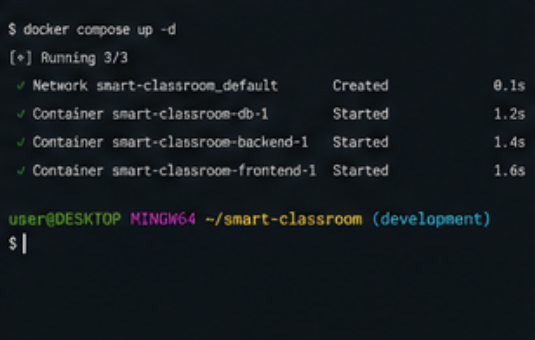 $ docker compose up -d
[+] Running 3/3
✓ Network smart-classroom_default Created 0.1s
✓ Container smart-classroom-db-1 Started 1.2s
✓ Container smart-classroom-backend-1 Started 1.4s
✓ Container smart-classroom-frontend-1 Started 1.6s
user@DESKTOP MINGW64 ~/smart-classroom (development)
$